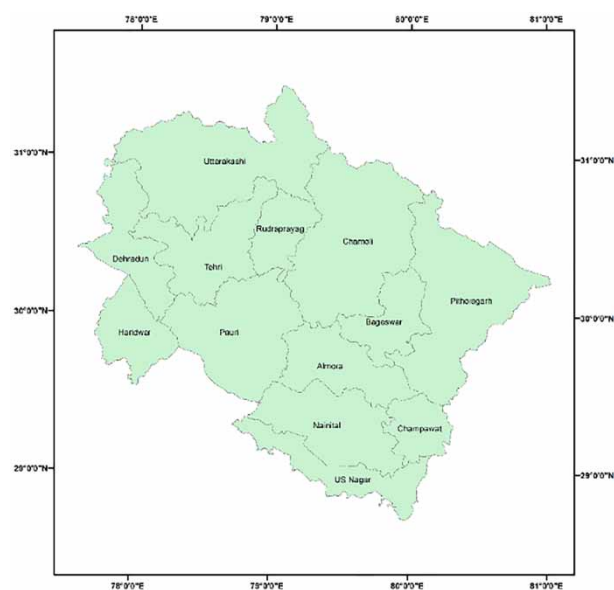 78°0'0"E 79°0'0"E 80°0'0"E 81°0'0"E
31°0'0"N 31°0'0"N
Uttarakashi
Rudraprayag
Chamoli
Dehradun
Tehri
Pithoregarh
30°0'0"N 30°0'0"N
Haridwar
Pauri
Bageswar
Almora
Nainital
Champawat
29°0'0"N 29°0'0"N
US Nagar
78°0'0"E 79°0'0"E 80°0'0"E 81°0'0"E